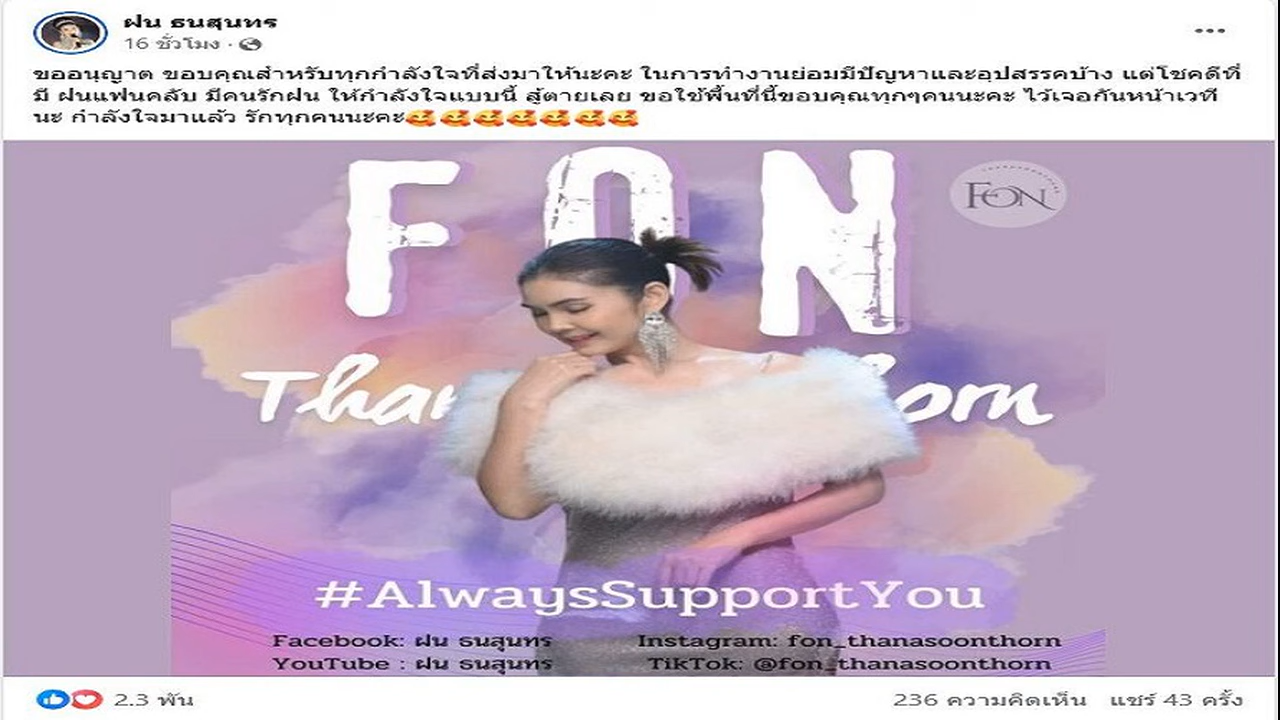 ฝน ธนสุนทร
16 ชั่วโมง ·
ขออนุญาต ขอบคุณสำหรับทุกกำลังใจที่ส่งมาให้นะคะ ในการทำงานย่อมมีปัญหาและอุปสรรคบ้าง แต่โชคดีที่
มี ฝนแฟนคลับ มีคนรักฝน ให้กำลังใจแบบนี้ สู้ตายเลย ขอใช้พื้นที่นี้ขอบคุณทุกๆคนนะคะ ไว้เจอกันหน้าเวที
นะ กำลังใจมาแล้ว รักทุกคนนะคะ🥰🥰🥰🥰🥰🥰🥰
FON
FON
Than orn
#AlwaysSupportYou
Facebook: ฝน ธนสุนทร Instagram: fon_thanasoonthorn
YouTube : ฝน ธนสุนทร TikTok: @fon_thanasoonthorn
2.3 พัน 236 ความคิดเห็น แชร์ 43 ครั้ง